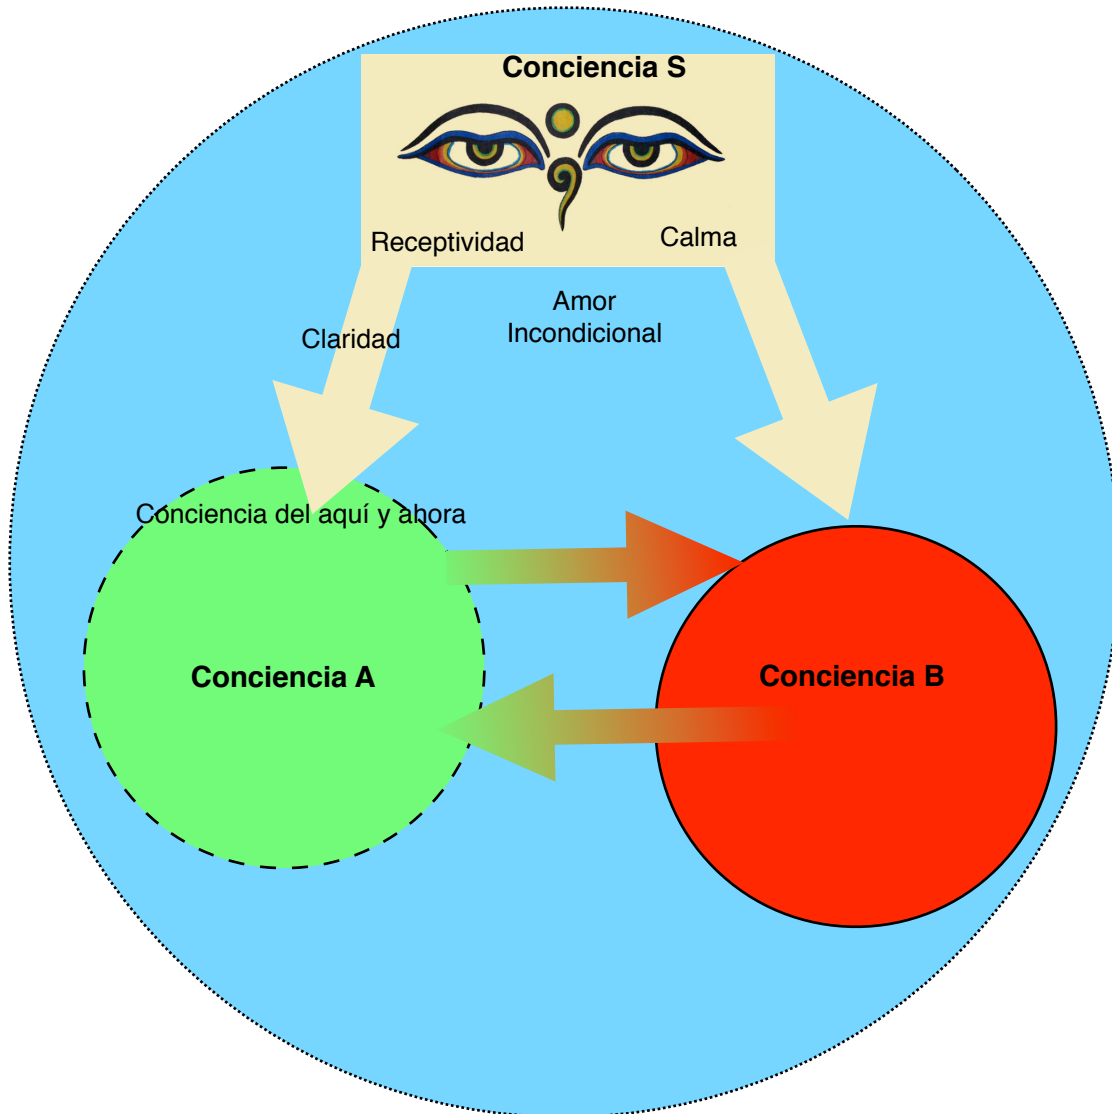 Conciencia S
Receptividad
Calma
Amor
Incondicional
Claridad
Conciencia del aquí y ahora
Conciencia A
Conciencia B